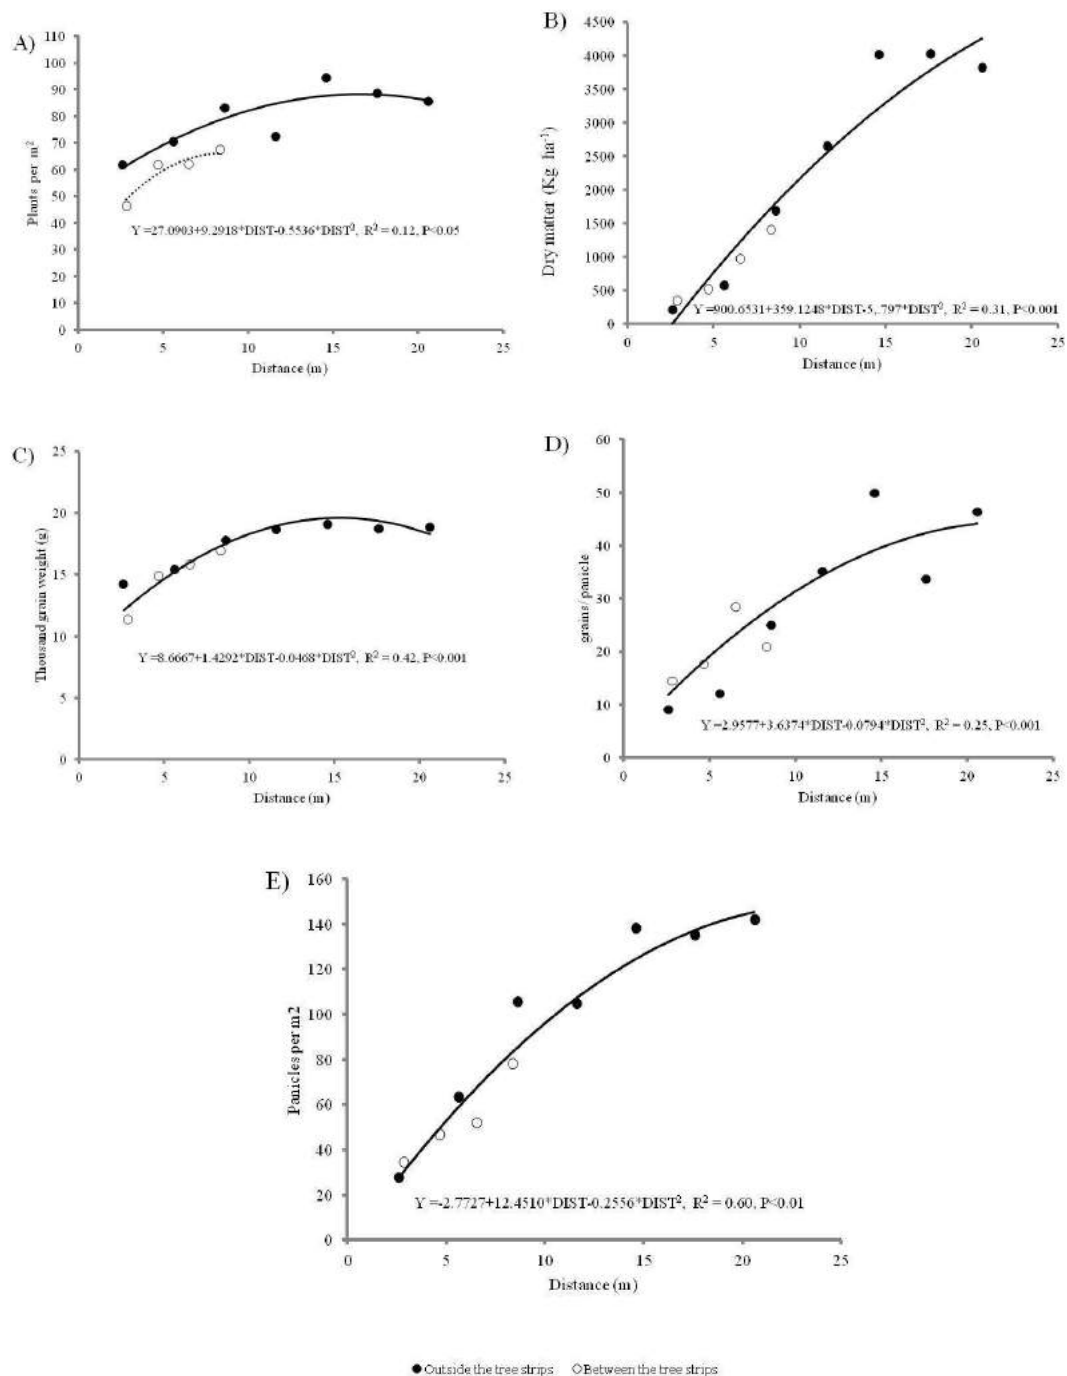 A)
110
100
90
80
70
60
50
40
30
20
10
0
Plants per m2
Y =27.0903+9.2918*DIST-0.5536*DIST2, R2 = 0.12, P<0.05
0 5 10 15 20 25
Distance (m)
B)
4500
4000
3500
3000
2500
2000
1500
1000
500
0
Dry matter (Kg ha-1)
Y =900.6531+359.1248*DIST-5,.797*DIST2, R2 = 0.31, P<0.001
0 5 10 15 20 25
Distance (m)
C)
25
20
15
10
5
0
Thousand grain weight (g)
Y =8.6667+1.4292*DIST-0.0468*DIST2, R2 = 0.42, P<0.001
0 5 10 15 20 25
Distance (m)
D)
60
50
40
30
20
10
0
grains/panicle
Y =2.9577+3.6374*DIST-0.0794*DIST2, R2 = 0.25, P<0.001
0 5 10 15 20 25
Distance (m)
E)
160
140
120
100
80
60
40
20
0
Panicles per m2
Y =-2.7727+12.4510*DIST-0.2556*DIST2, R2 = 0.60, P<0.01
0 5 10 15 20 25
Distance (m)
Outside the tree strips Between the tree strips